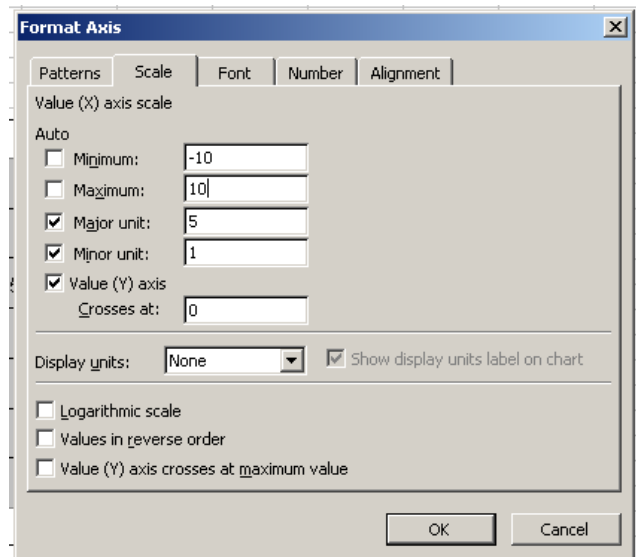 Format Axis
Patterns Scale Font Number Alignment
Value (X) axis scale
Auto
Minimum: -10
Maximum: 10
Major unit: 5
Minor unit: 1
Value (Y) axis
Crosses at: 0
Display units: None Show display units label on chart
Logarithmic scale
Values in reverse order
Value (Y) axis crosses at maximum value
OK Cancel